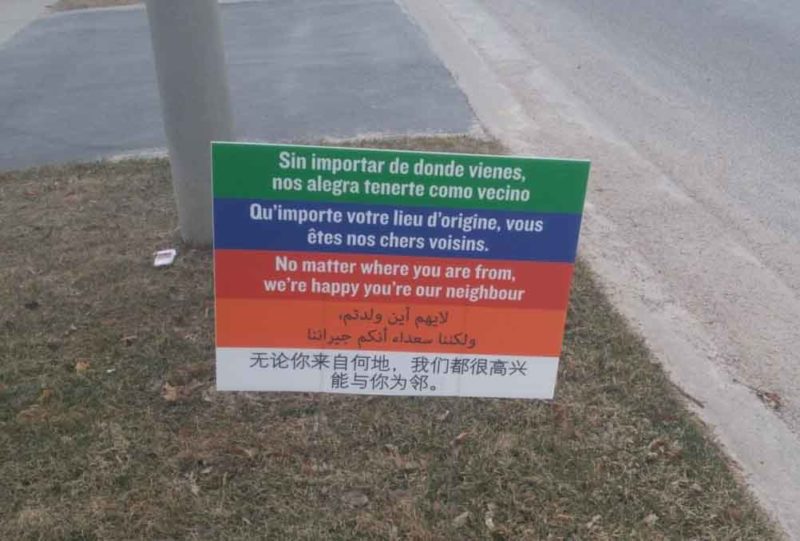 Sin importar de donde vienes,
nos alegra tenerte como vecino
Qu'importe votre lieu d'origine, vous
êtes nos chers voisins.
No matter where you are from,
we're happy you're our neighbour
لايهم أين ولدتم،
ولكننا سعداء أنكم جيراننا
无论你来自何地，我们都很高兴
能与你为邻。